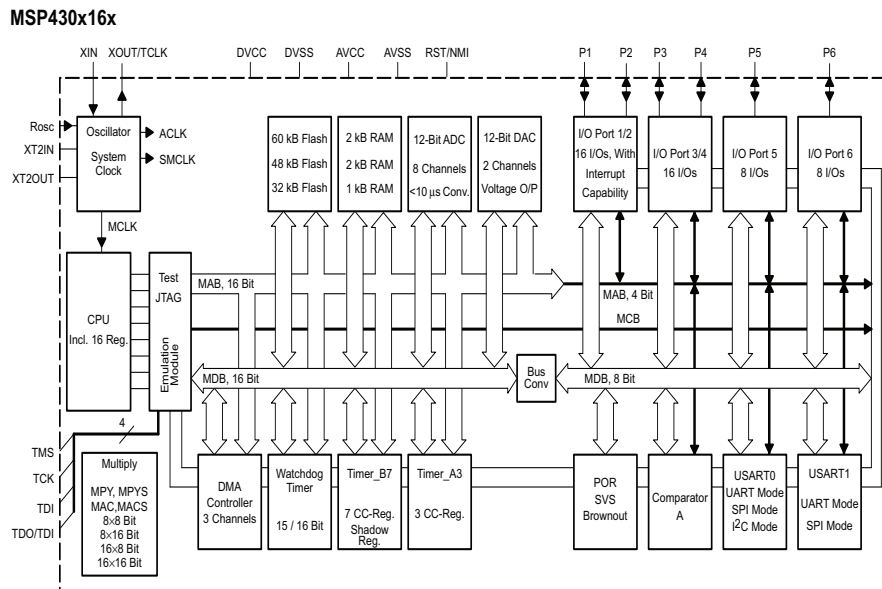 MSP430x16x
XIN
XOUT/TCLK
DVCC
DVSS
AVCC
AVSS
RST/NMI
P1
P2
P3
P4
P5
P6
Rosc
XT2IN
XT2OUT
Oscillator
System
Clock
ACLK
SMCLK
60 kB Flash
48 kB Flash
32 kB Flash
2 kB RAM
2 kB RAM
1 kB RAM
12-Bit ADC
8 Channels
<10 μs Conv.
12-Bit DAC
2 Channels
Voltage O/P
I/O Port 1/2
16 I/Os, With
Interrupt
Capability
I/O Port 3/4
16 I/Os
I/O Port 5
8 I/Os
I/O Port 6
8 I/Os
MCLK
CPU
Incl. 16 Reg.
Test
JTAG
Emulation
Module
MAB, 16 Bit
MAB, 4 Bit
MCB
MDB, 16 Bit
Bus
Conv
MDB, 8 Bit
4
TMS
TCK
TDI
TDO/TDI
Multiply
MPY, MPYS
MAC,MACS
8×8 Bit
8×16 Bit
16×8 Bit
16×16 Bit
DMA
Controller
3 Channels
Watchdog
Timer
15 / 16 Bit
Timer_B7
7 CC-Reg.
Shadow
Reg.
Timer_A3
3 CC-Reg.
POR
SVS
Brownout
Comparator
A
USART0
UART Mode
SPI Mode
I2C Mode
USART1
UART Mode
SPI Mode